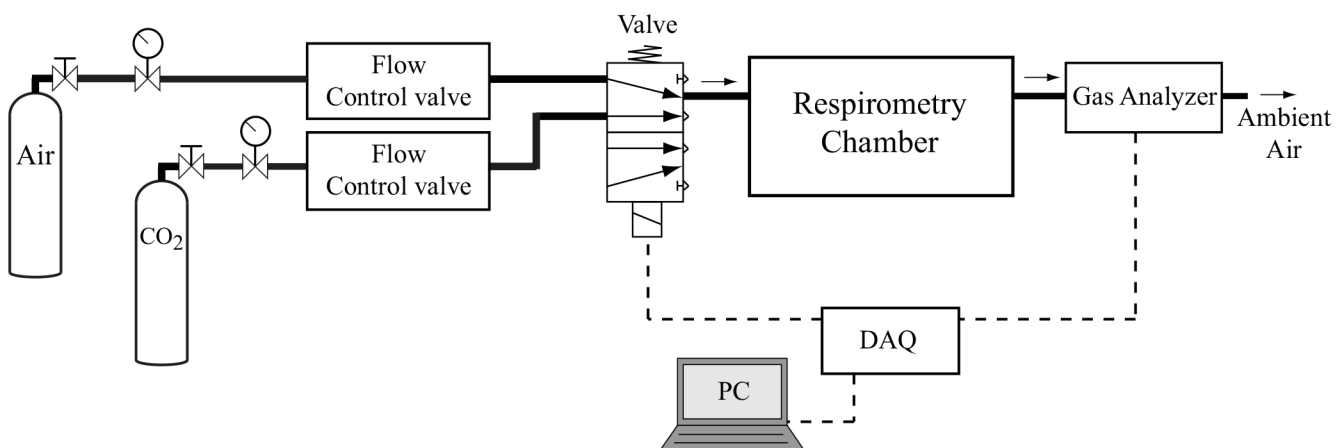 Valve
Flow
Control valve
Air
Flow
Control valve
CO₂
Respirometry
Chamber
Gas Analyzer
Ambient
Air
DAQ
PC